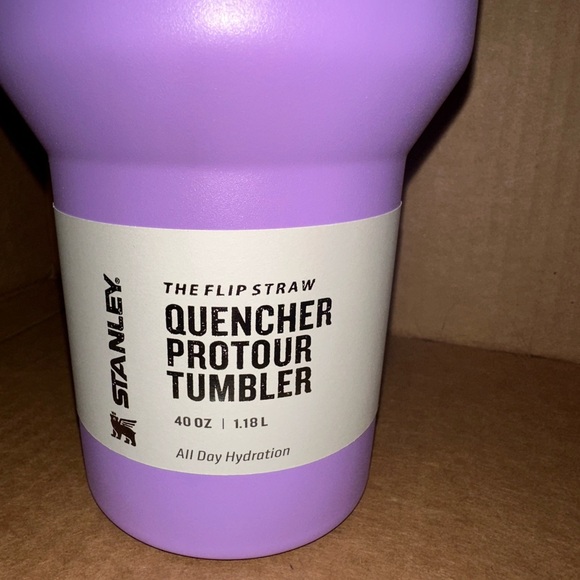 STANLEY®
THE FLIP STRAW
QUENCHER
PROTOUR
TUMBLER
40 OZ | 1.18 L
All Day Hydration